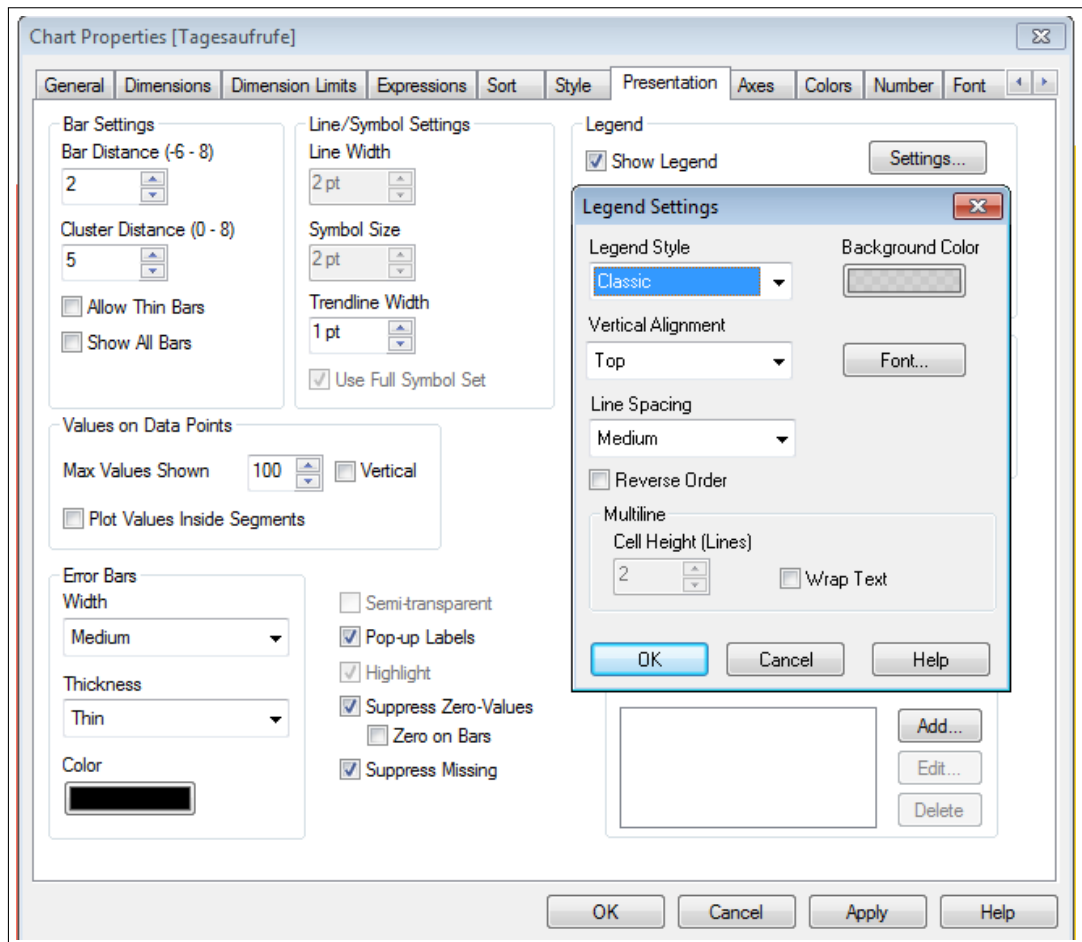 Chart Properties [Tagesaufrufe]
General Dimensions Dimension Limits Expressions Sort Style Presentation Axes Colors Number Font
Bar Settings
Bar Distance (-6 - 8)
2
Cluster Distance (0 - 8)
5
Allow Thin Bars
Show All Bars
Line/Symbol Settings
Line Width
2 pt
Symbol Size
2 pt
Trendline Width
1 pt
Use Full Symbol Set
Legend
Show Legend
Settings...
Legend Settings
Legend Style
Classic
Background Color
Vertical Alignment
Top
Font...
Line Spacing
Medium
Reverse Order
Multiline
Cell Height (Lines)
2
Wrap Text
OK Cancel Help
Values on Data Points
Max Values Shown 100 Vertical
Plot Values Inside Segments
Error Bars
Width
Medium
Thickness
Thin
Color
Semi-transparent
Pop-up Labels
Highlight
Suppress Zero-Values
Zero on Bars
Suppress Missing
Add...
Edit...
Delete
OK Cancel Apply Help